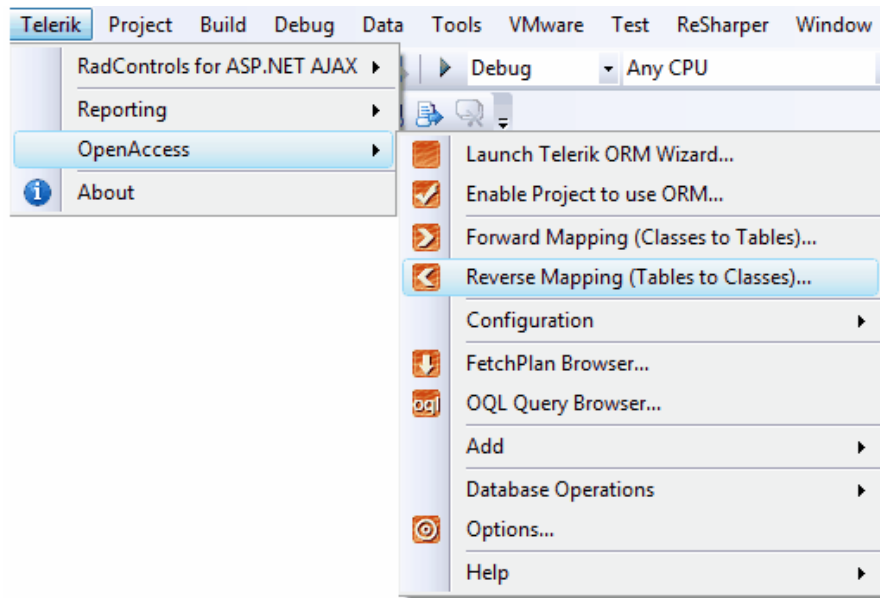 Telerik Project Build Debug Data Tools VMware Test ReSharper Window
RadControls for ASP.NET AJAX
Debug Any CPU
Reporting
OpenAccess
About
Launch Telerik ORM Wizard...
Enable Project to use ORM...
Forward Mapping (Classes to Tables)...
Reverse Mapping (Tables to Classes)...
Configuration
FetchPlan Browser...
oql OQL Query Browser...
Add
Database Operations
Options...
Help